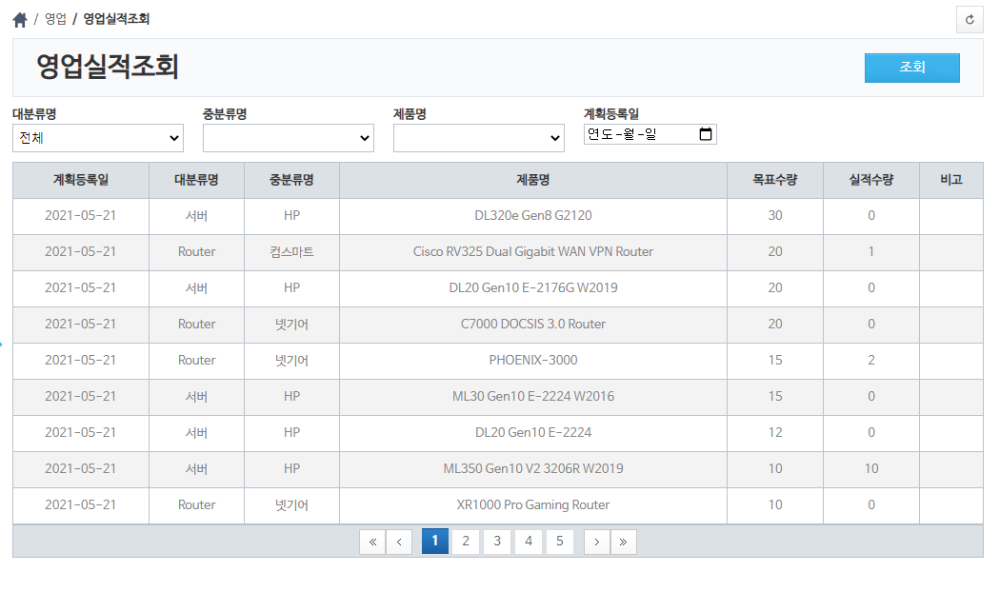 / 영업 / 영업실적조회
영업실적조회
조회
대분류명 중분류명 제품명 계획등록일
전체 연도-월-일
계획등록일 대분류명 중분류명 제품명 목표수량 실적수량 비고
2021-05-21 서버 HP DL320e Gen8 G2120 30 0
2021-05-21 Router 컴스마트 Cisco RV325 Dual Gigabit WAN VPN Router 20 1
2021-05-21 서버 HP DL20 Gen10 E-2176G W2019 20 0
2021-05-21 Router 넷기어 C7000 DOCSIS 3.0 Router 20 0
2021-05-21 Router 넷기어 PHOENIX-3000 15 2
2021-05-21 서버 HP ML30 Gen10 E-2224 W2016 15 0
2021-05-21 서버 HP DL20 Gen10 E-2224 12 0
2021-05-21 서버 HP ML350 Gen10 V2 3206R W2019 10 10
2021-05-21 Router 넷기어 XR1000 Pro Gaming Router 10 0
« ‹ 1 2 3 4 5 › »